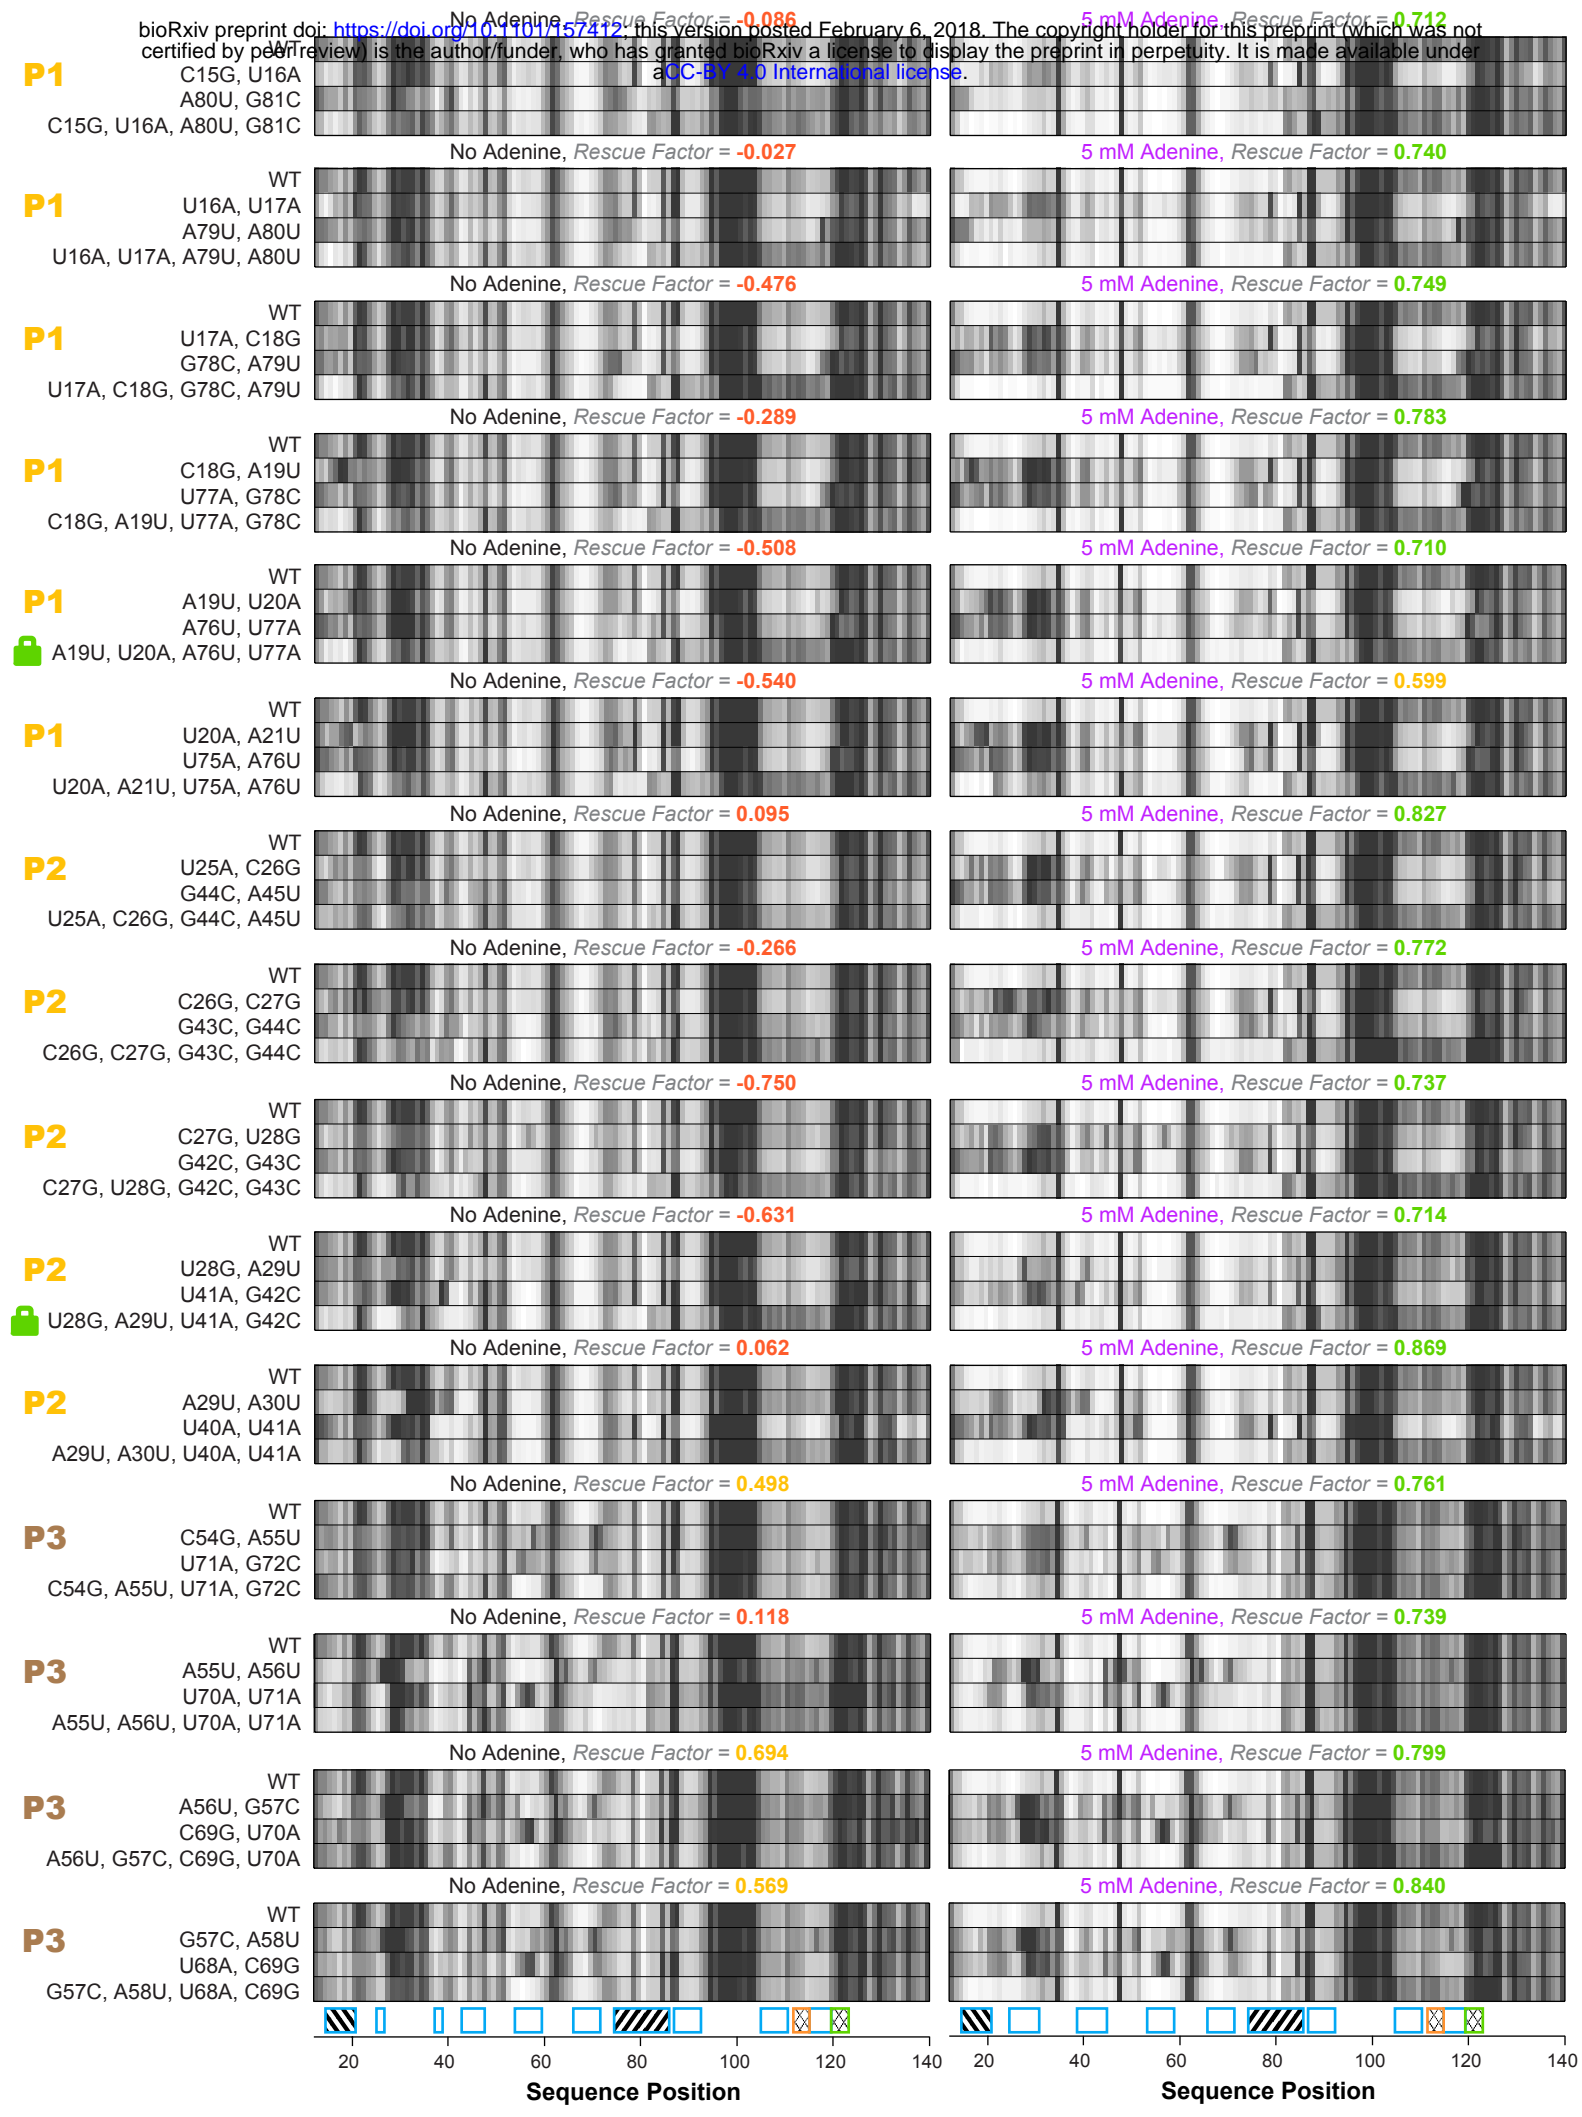 No Adenine, Rescue Factor = -0.086 5 mM Adenine, Rescue Factor = 0.712
bioRxiv preprint doi: https://doi.org/10.1101/157412; this version posted February 6, 2018. The copyright holder for this preprint (which was not
certified by peer review) is the author/funder, who has granted bioRxiv a license to display the preprint in perpetuity. It is made available under
aCC-BY 4.0 International license.
WT
P1
C15G, U16A
A80U, G81C
C15G, U16A, A80U, G81C
No Adenine, Rescue Factor = -0.027 5 mM Adenine, Rescue Factor = 0.740
WT
P1
U16A, U17A
A79U, A80U
U16A, U17A, A79U, A80U
No Adenine, Rescue Factor = -0.476 5 mM Adenine, Rescue Factor = 0.749
WT
P1
U17A, C18G
G78C, A79U
U17A, C18G, G78C, A79U
No Adenine, Rescue Factor = -0.289 5 mM Adenine, Rescue Factor = 0.783
WT
P1
C18G, A19U
U77A, G78C
C18G, A19U, U77A, G78C
No Adenine, Rescue Factor = -0.508 5 mM Adenine, Rescue Factor = 0.710
WT
P1
A19U, U20A
A76U, U77A
A19U, U20A, A76U, U77A
No Adenine, Rescue Factor = -0.540 5 mM Adenine, Rescue Factor = 0.599
WT
P1
U20A, A21U
U75A, A76U
U20A, A21U, U75A, A76U
No Adenine, Rescue Factor = 0.095 5 mM Adenine, Rescue Factor = 0.827
WT
P2
U25A, C26G
G44C, A45U
U25A, C26G, G44C, A45U
No Adenine, Rescue Factor = -0.266 5 mM Adenine, Rescue Factor = 0.772
WT
P2
C26G, C27G
G43C, G44C
C26G, C27G, G43C, G44C
No Adenine, Rescue Factor = -0.750 5 mM Adenine, Rescue Factor = 0.737
WT
P2
C27G, U28G
G42C, G43C
C27G, U28G, G42C, G43C
No Adenine, Rescue Factor = -0.631 5 mM Adenine, Rescue Factor = 0.714
WT
P2
U28G, A29U
U41A, G42C
U28G, A29U, U41A, G42C
No Adenine, Rescue Factor = 0.062 5 mM Adenine, Rescue Factor = 0.869
WT
P2
A29U, A30U
U40A, U41A
A29U, A30U, U40A, U41A
No Adenine, Rescue Factor = 0.498 5 mM Adenine, Rescue Factor = 0.761
WT
P3
C54G, A55U
U71A, G72C
C54G, A55U, U71A, G72C
No Adenine, Rescue Factor = 0.118 5 mM Adenine, Rescue Factor = 0.739
WT
P3
A55U, A56U
U70A, U71A
A55U, A56U, U70A, U71A
No Adenine, Rescue Factor = 0.694 5 mM Adenine, Rescue Factor = 0.799
WT
P3
A56U, G57C
C69G, U70A
A56U, G57C, C69G, U70A
No Adenine, Rescue Factor = 0.569 5 mM Adenine, Rescue Factor = 0.840
WT
P3
G57C, A58U
U68A, C69G
G57C, A58U, U68A, C69G
20 40 60 80 100 120 140 20 40 60 80 100 120 140
Sequence Position Sequence Position